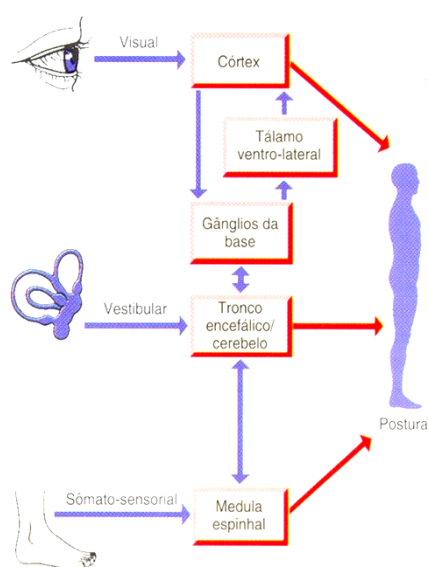 Visual
Córtex
Tálamo
ventro-lateral
Gânglios da
base
Vestibular
Tronco
encefálico/
cerebelo
Postura
Sômato-sensorial
Medula
espinhal